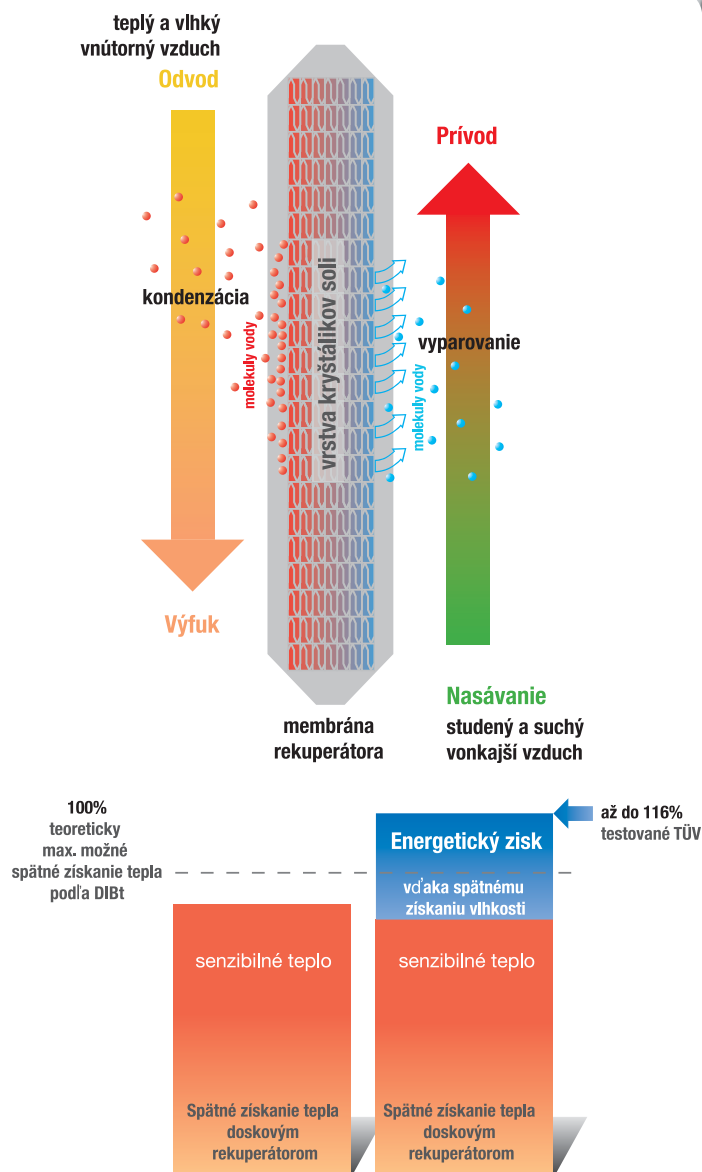 teplý a vlhký
vnútorný vzduch
Odvod
Prívod
kondenzácia
molekuly vody
vrstva kryštálikov soli
vyparovanie
molekuly vody
Výfuk
Nasávanie
membrána
rekuperátora
studený a suchý
vonkajší vzduch
100%
teoreticky
max. možné
spätné získanie tepla
podľa DIBt
až do 116%
testované TÜV
Energetický zisk
vďaka spätnému
získaniu vlhkosti
senzibilné teplo
senzibilné teplo
Spätné získanie tepla
doskovým
rekuperátorom
Spätné získanie tepla
doskovým
rekuperátorom